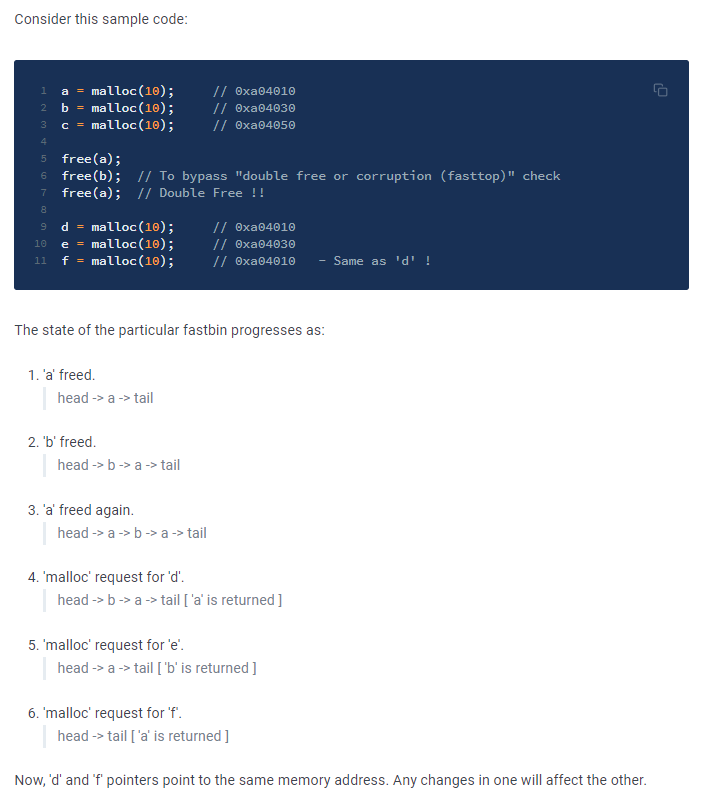 Consider this sample code:
1 a = malloc(10); // 0xa04010
2 b = malloc(10); // 0xa04030
3 c = malloc(10); // 0xa04050
4
5 free(a);
6 free(b); // To bypass "double free or corruption (fasttop)" check
7 free(a); // Double Free !!
8
9 d = malloc(10); // 0xa04010
10 e = malloc(10); // 0xa04030
11 f = malloc(10); // 0xa04010 - Same as 'd' !
The state of the particular fastbin progresses as:
1. 'a' freed.
head -> a -> tail
2. 'b' freed.
head -> b -> a -> tail
3. 'a' freed again.
head -> a -> b -> a -> tail
4. 'malloc' request for 'd'.
head -> b -> a -> tail [ 'a' is returned ]
5. 'malloc' request for 'e'.
head -> a -> tail [ 'b' is returned ]
6. 'malloc' request for 'f'.
head -> tail [ 'a' is returned ]
Now, 'd' and 'f' pointers point to the same memory address. Any changes in one will affect the other.